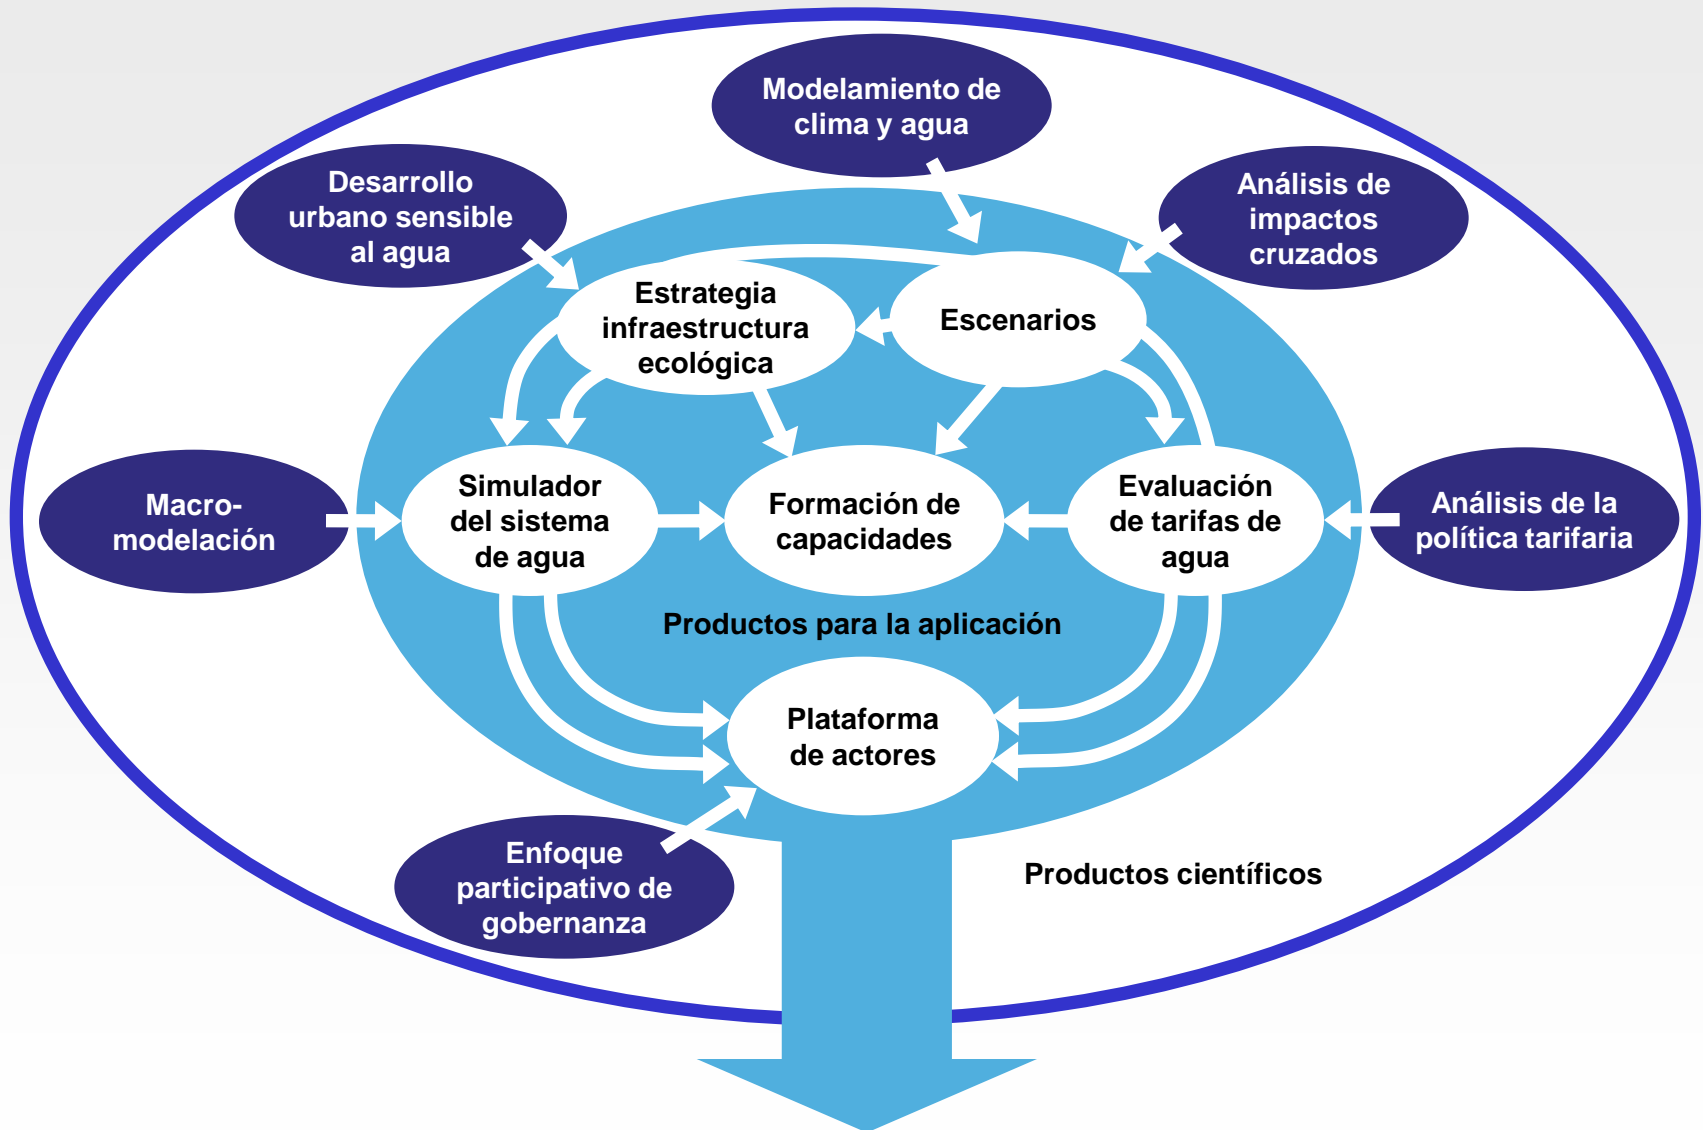 Modelamiento de
clima y agua
Desarrollo
urbano sensible
al agua
Análisis de
impactos
cruzados
Estrategia
infraestructura
ecológica
Escenarios
Macro-
modelación
Simulador
del sistema
de agua
Formación de
capacidades
Evaluación
de tarifas de
agua
Análisis de la
política tarifaria
Productos para la aplicación
Plataforma
de actores
Enfoque
participativo de
gobernanza
Productos científicos